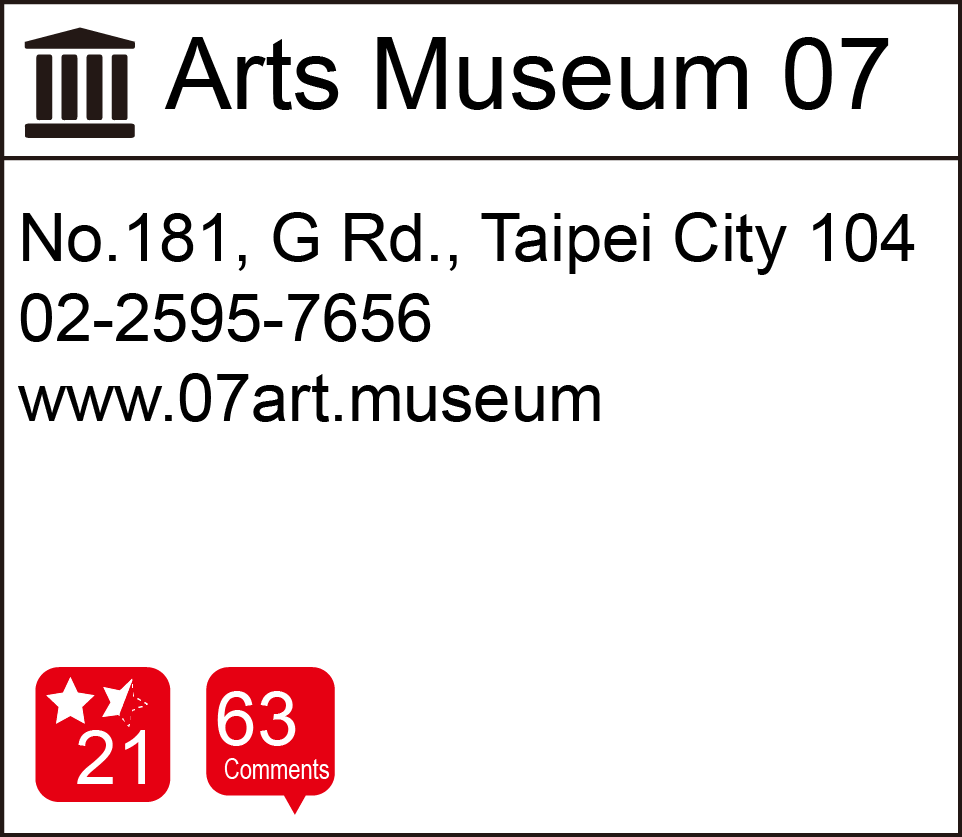 Arts Museum 07
No.181, G Rd., Taipei City 104
02-2595-7656
www.07art.museum
21
63
Comments